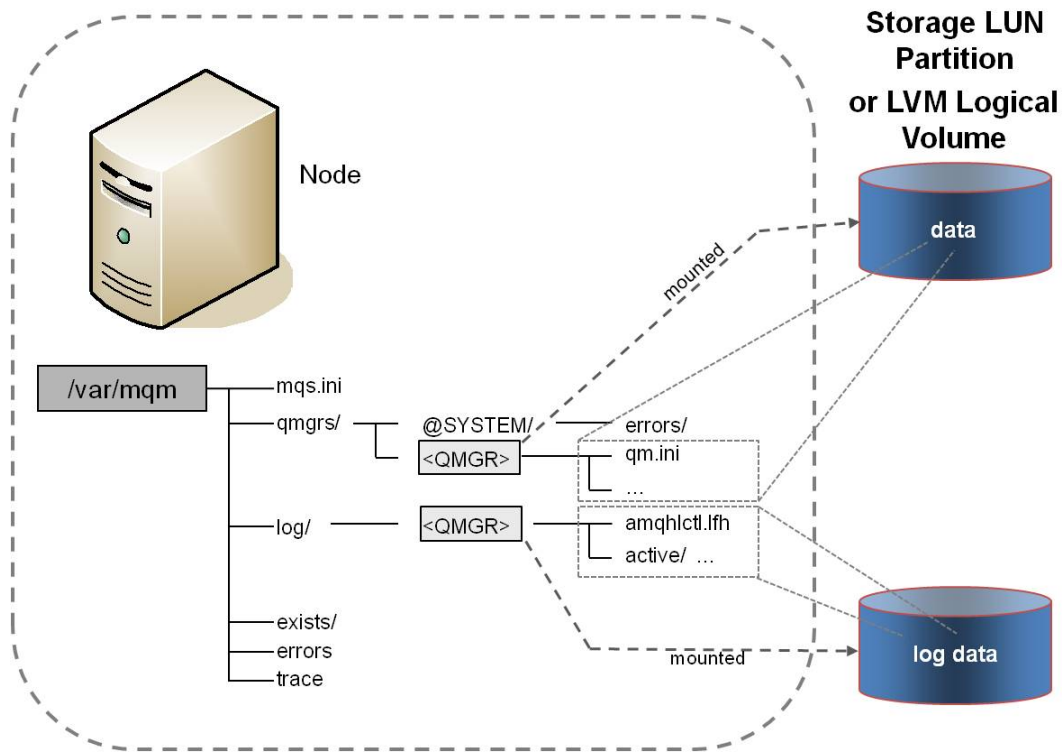 Storage LUN
Partition
or LVM Logical
Volume
Node
data
mounted
/var/mqm
mqs.ini
qmgrs/
@SYSTEM/
errors/
<QMGR>
qm.ini
...
log/
<QMGR>
amqhlctl.lfh
active/ ...
exists/
errors
trace
mounted
log data